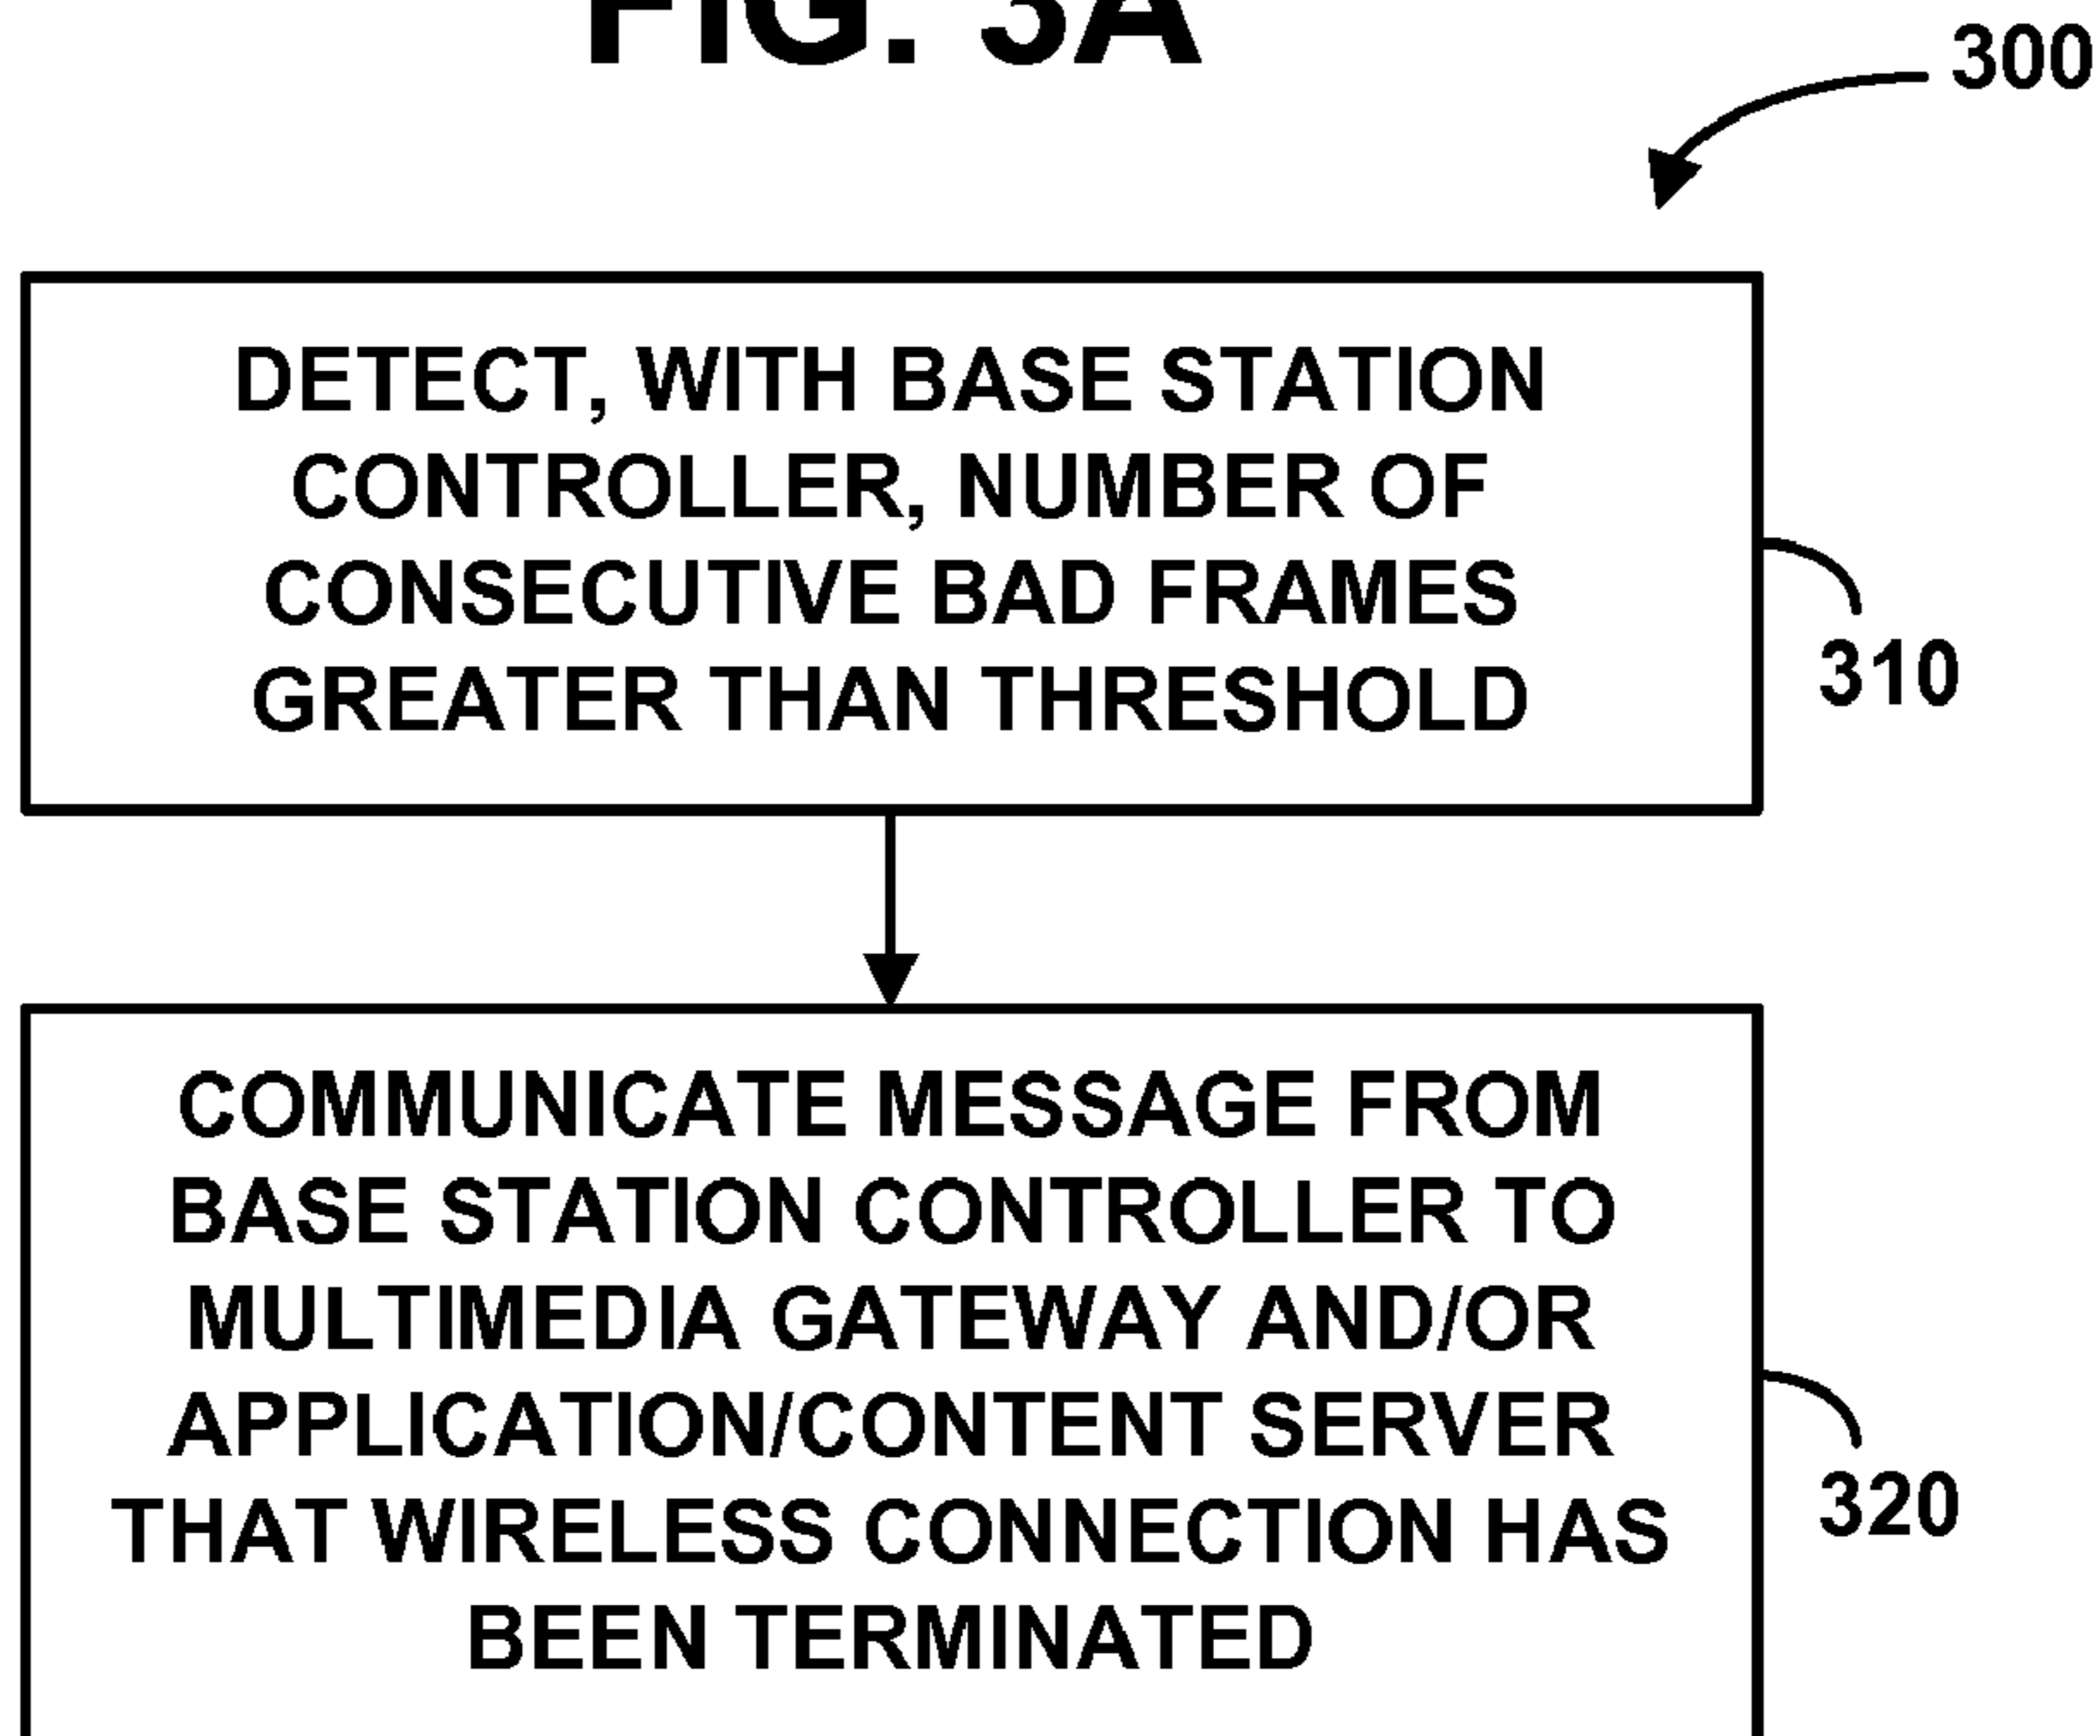 FIG. 3A
300
DETECT, WITH BASE STATION
CONTROLLER, NUMBER OF
CONSECUTIVE BAD FRAMES
GREATER THAN THRESHOLD
310
COMMUNICATE MESSAGE FROM
BASE STATION CONTROLLER TO
MULTIMEDIA GATEWAY AND/OR
APPLICATION/CONTENT SERVER
THAT WIRELESS CONNECTION HAS
BEEN TERMINATED
320